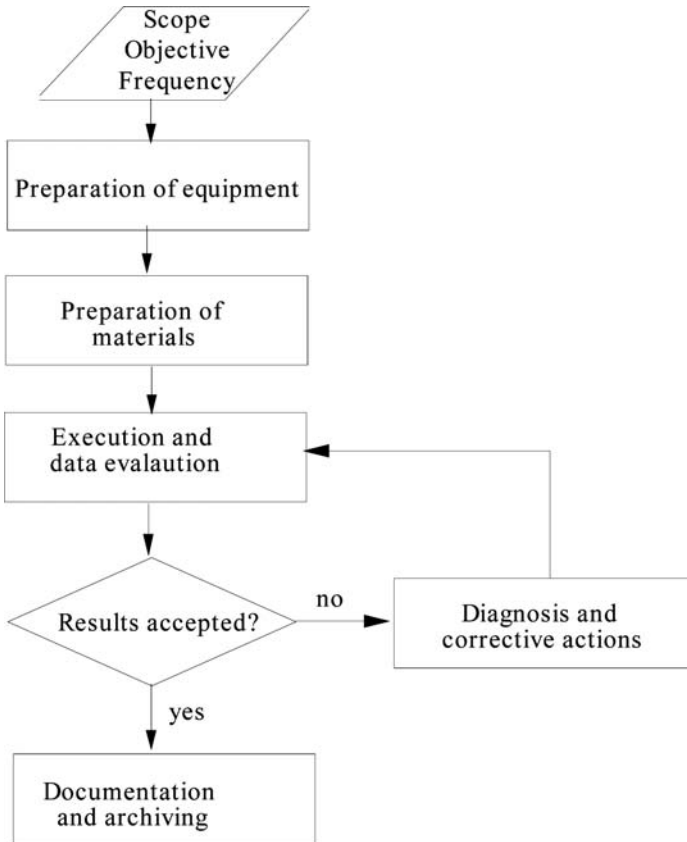 Scope
Objective
Frequency
Preparation of equipment
Preparation of
materials
Execution and
data evalaution
Results accepted?
no
Diagnosis and
corrective actions
yes
Documentation
and archiving